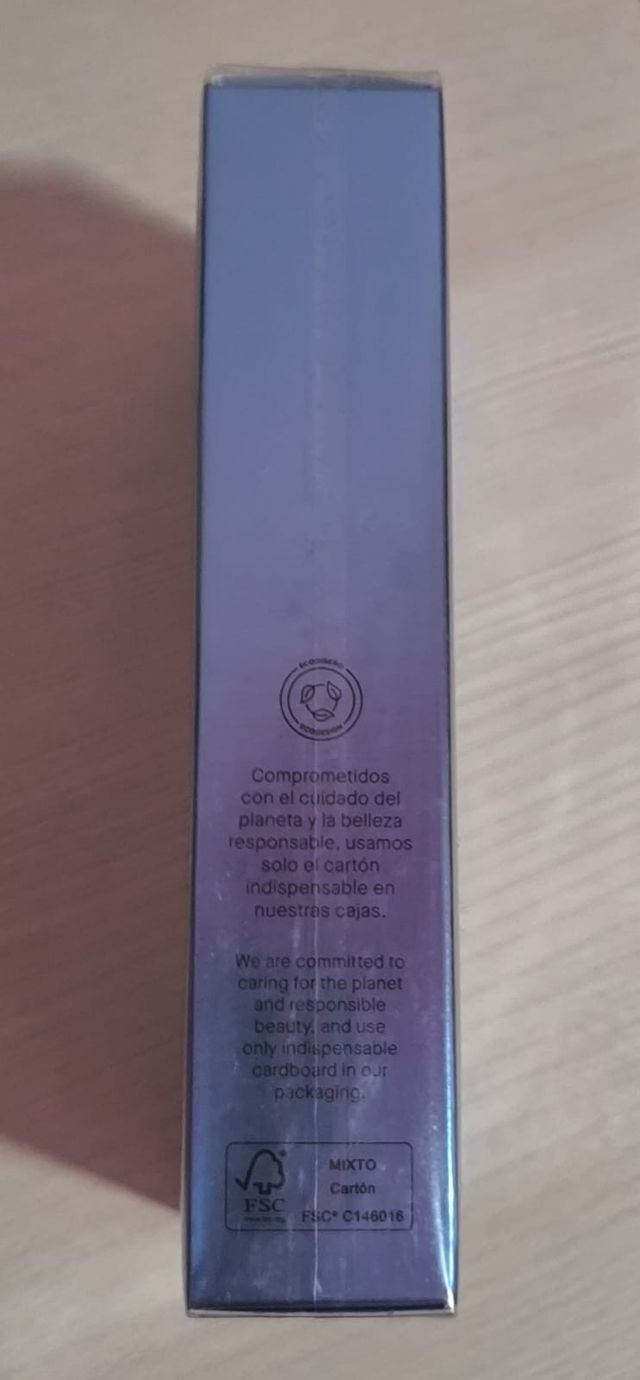 ECODISEÑO
ECODESIGN
Comprometidos
con el cuidado del
planeta y la belleza
responsable, usamos
solo el cartón
indispensable en
nuestras cajas.
We are committed to
caring for the planet
and responsible
beauty, and use
only indispensable
cardboard in our
packaging.
MIXTO
Cartón
FSC
FSC® C146016